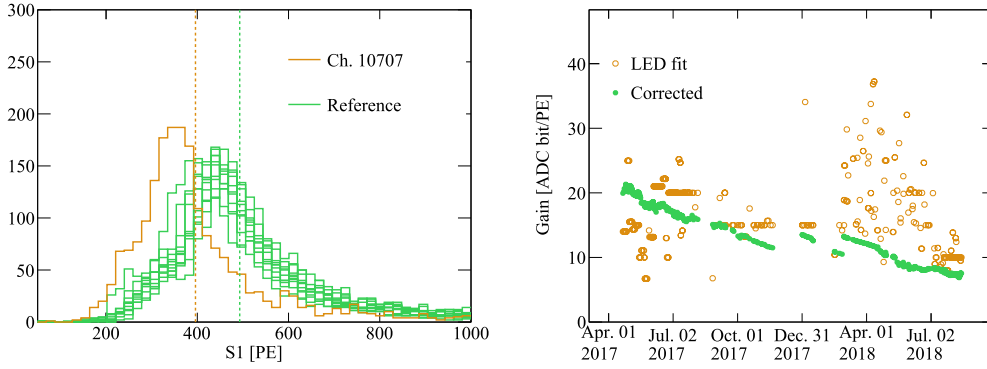 300
250
200
150
100
50
0
Ch. 10707
Reference
200 400 600 800 1000
S1 [PE]
Gain [ADC bit/PE]
40
30
20
10
0
LED fit
Corrected
Apr. 01 Jul. 02 Oct. 01 Dec. 31 Apr. 01 Jul. 02
2017 2017 2017 2017 2018 2018